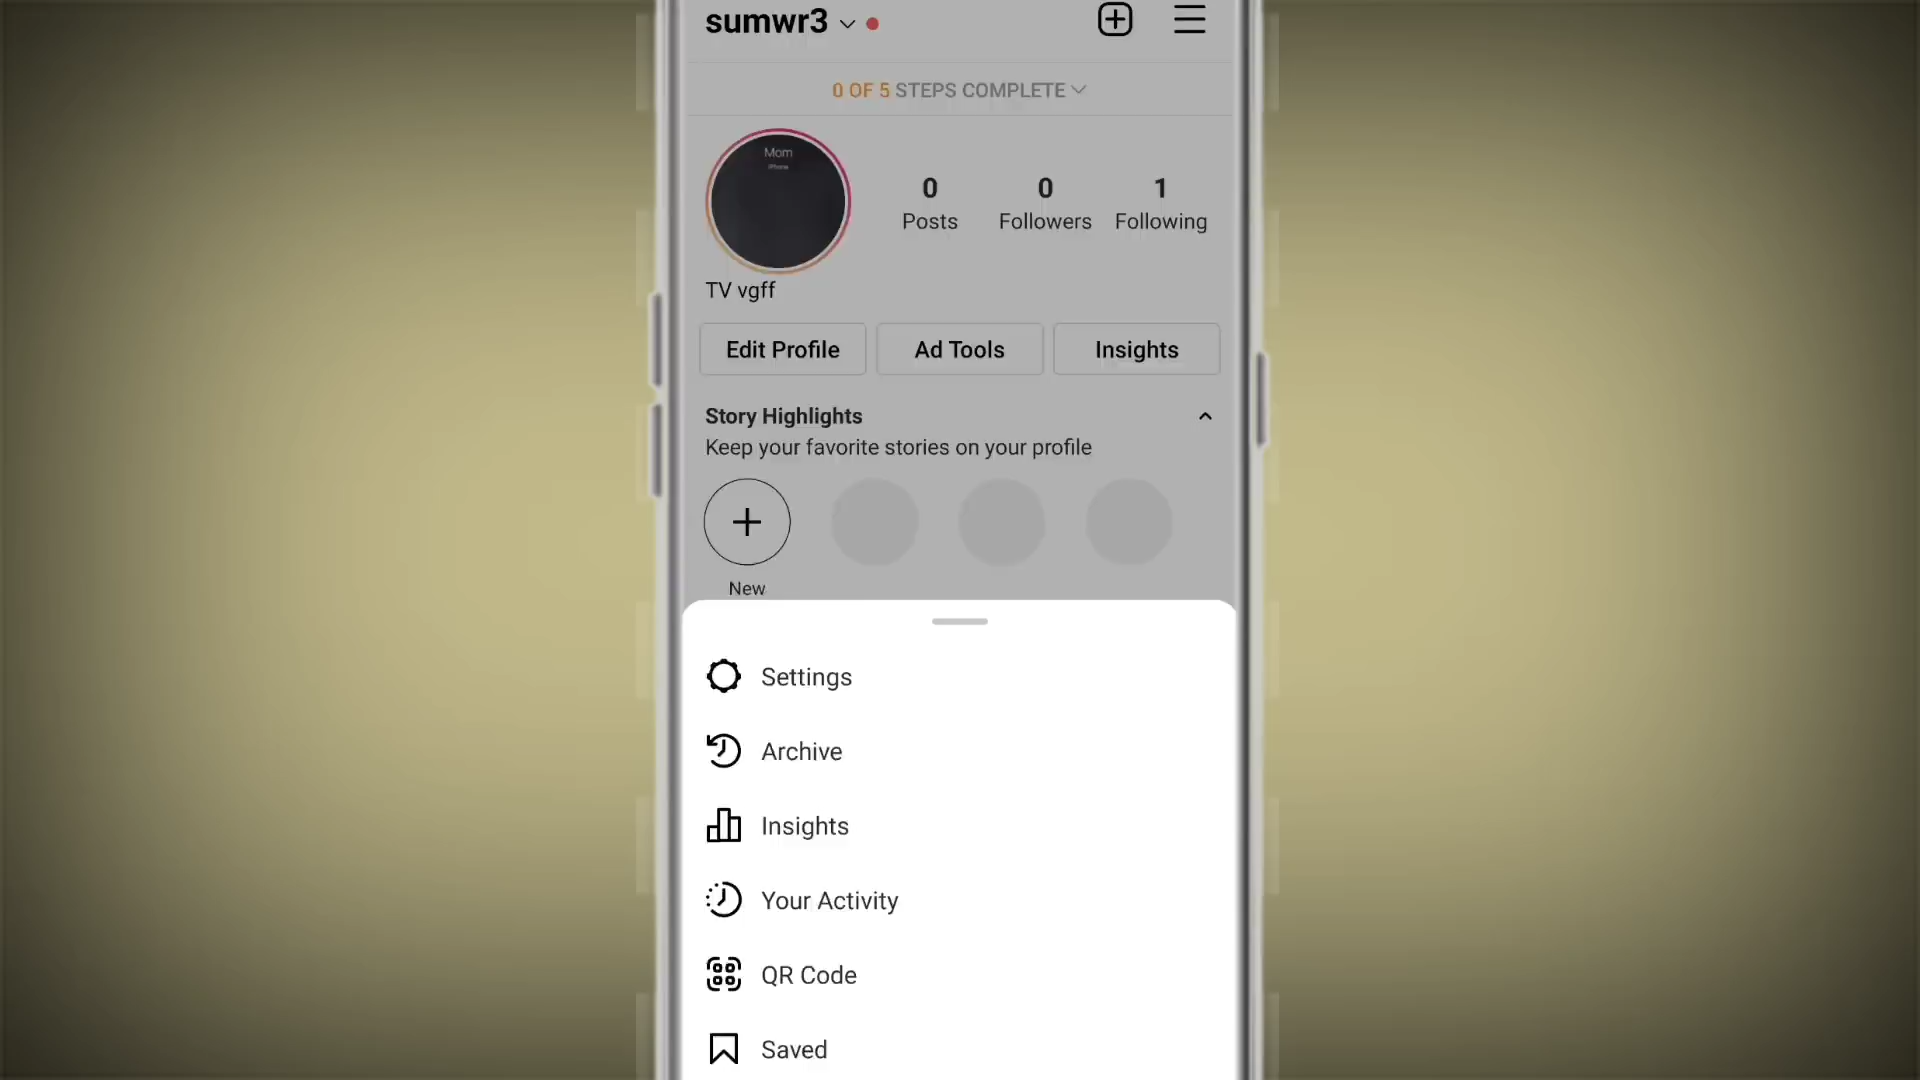 sumwr3
0 OF 5 STEPS COMPLETE
Mom
iPhone
0
0
1
Posts
Followers
Following
TV vgff
Edit Profile
Ad Tools
Insights
Story Highlights
Keep your favorite stories on your profile
New
Settings
Archive
Insights
Your Activity
QR Code
Saved